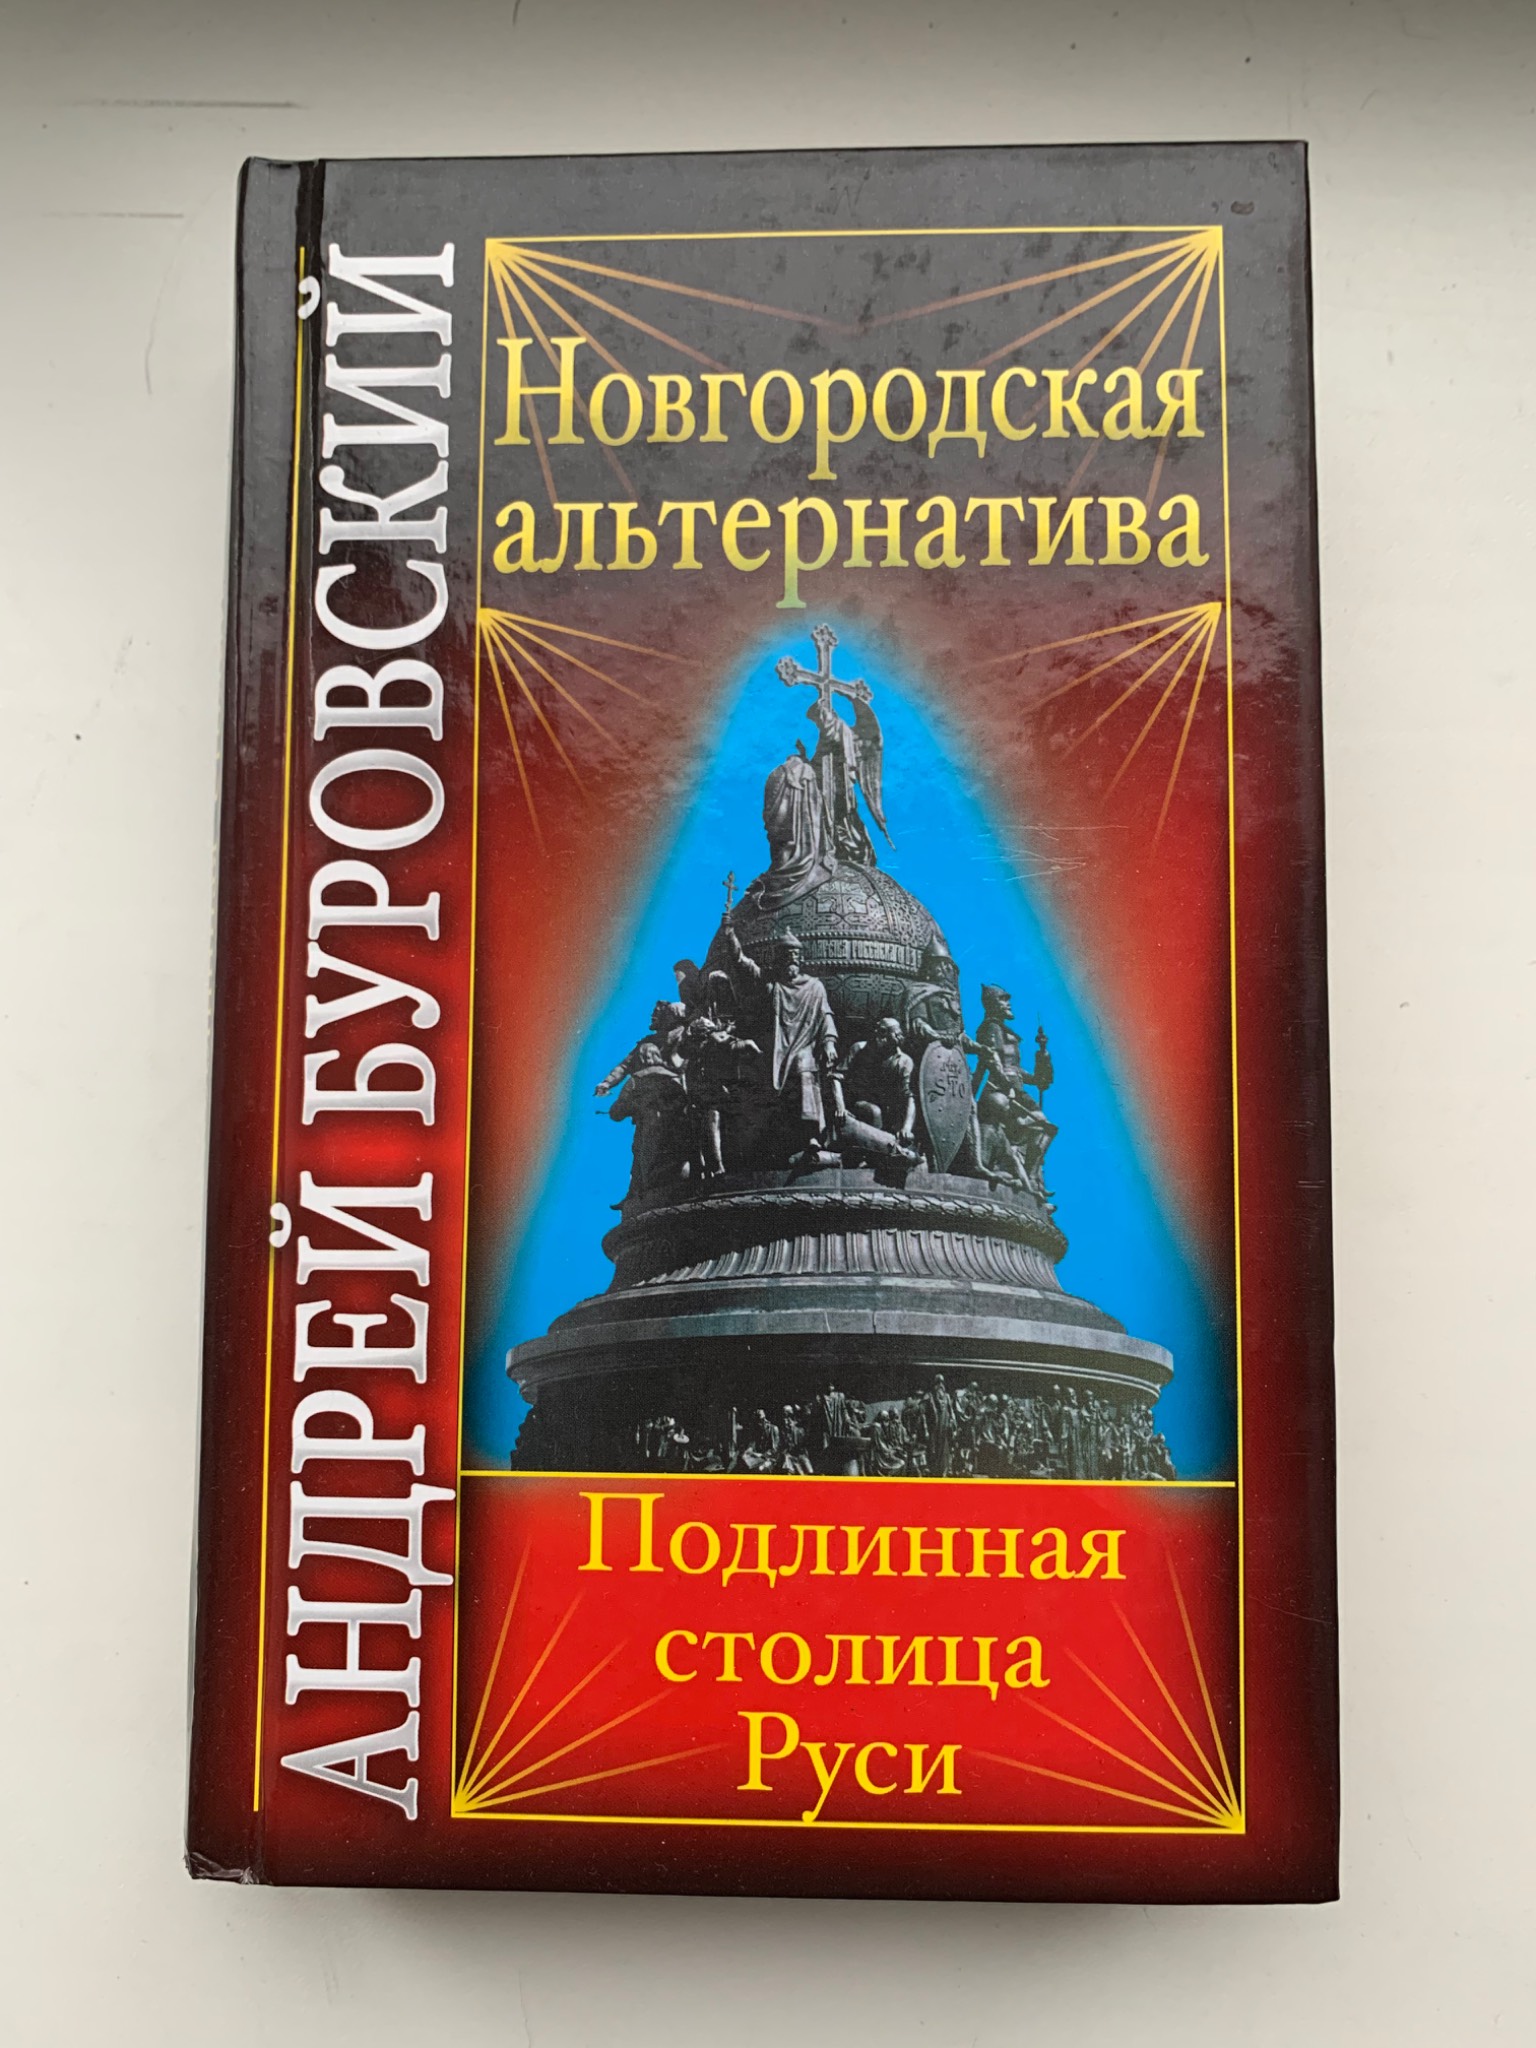 АНДРЕЙ БУРОВСКИЙ
Новгородская
альтернатива
Подлинная
столица
Руси